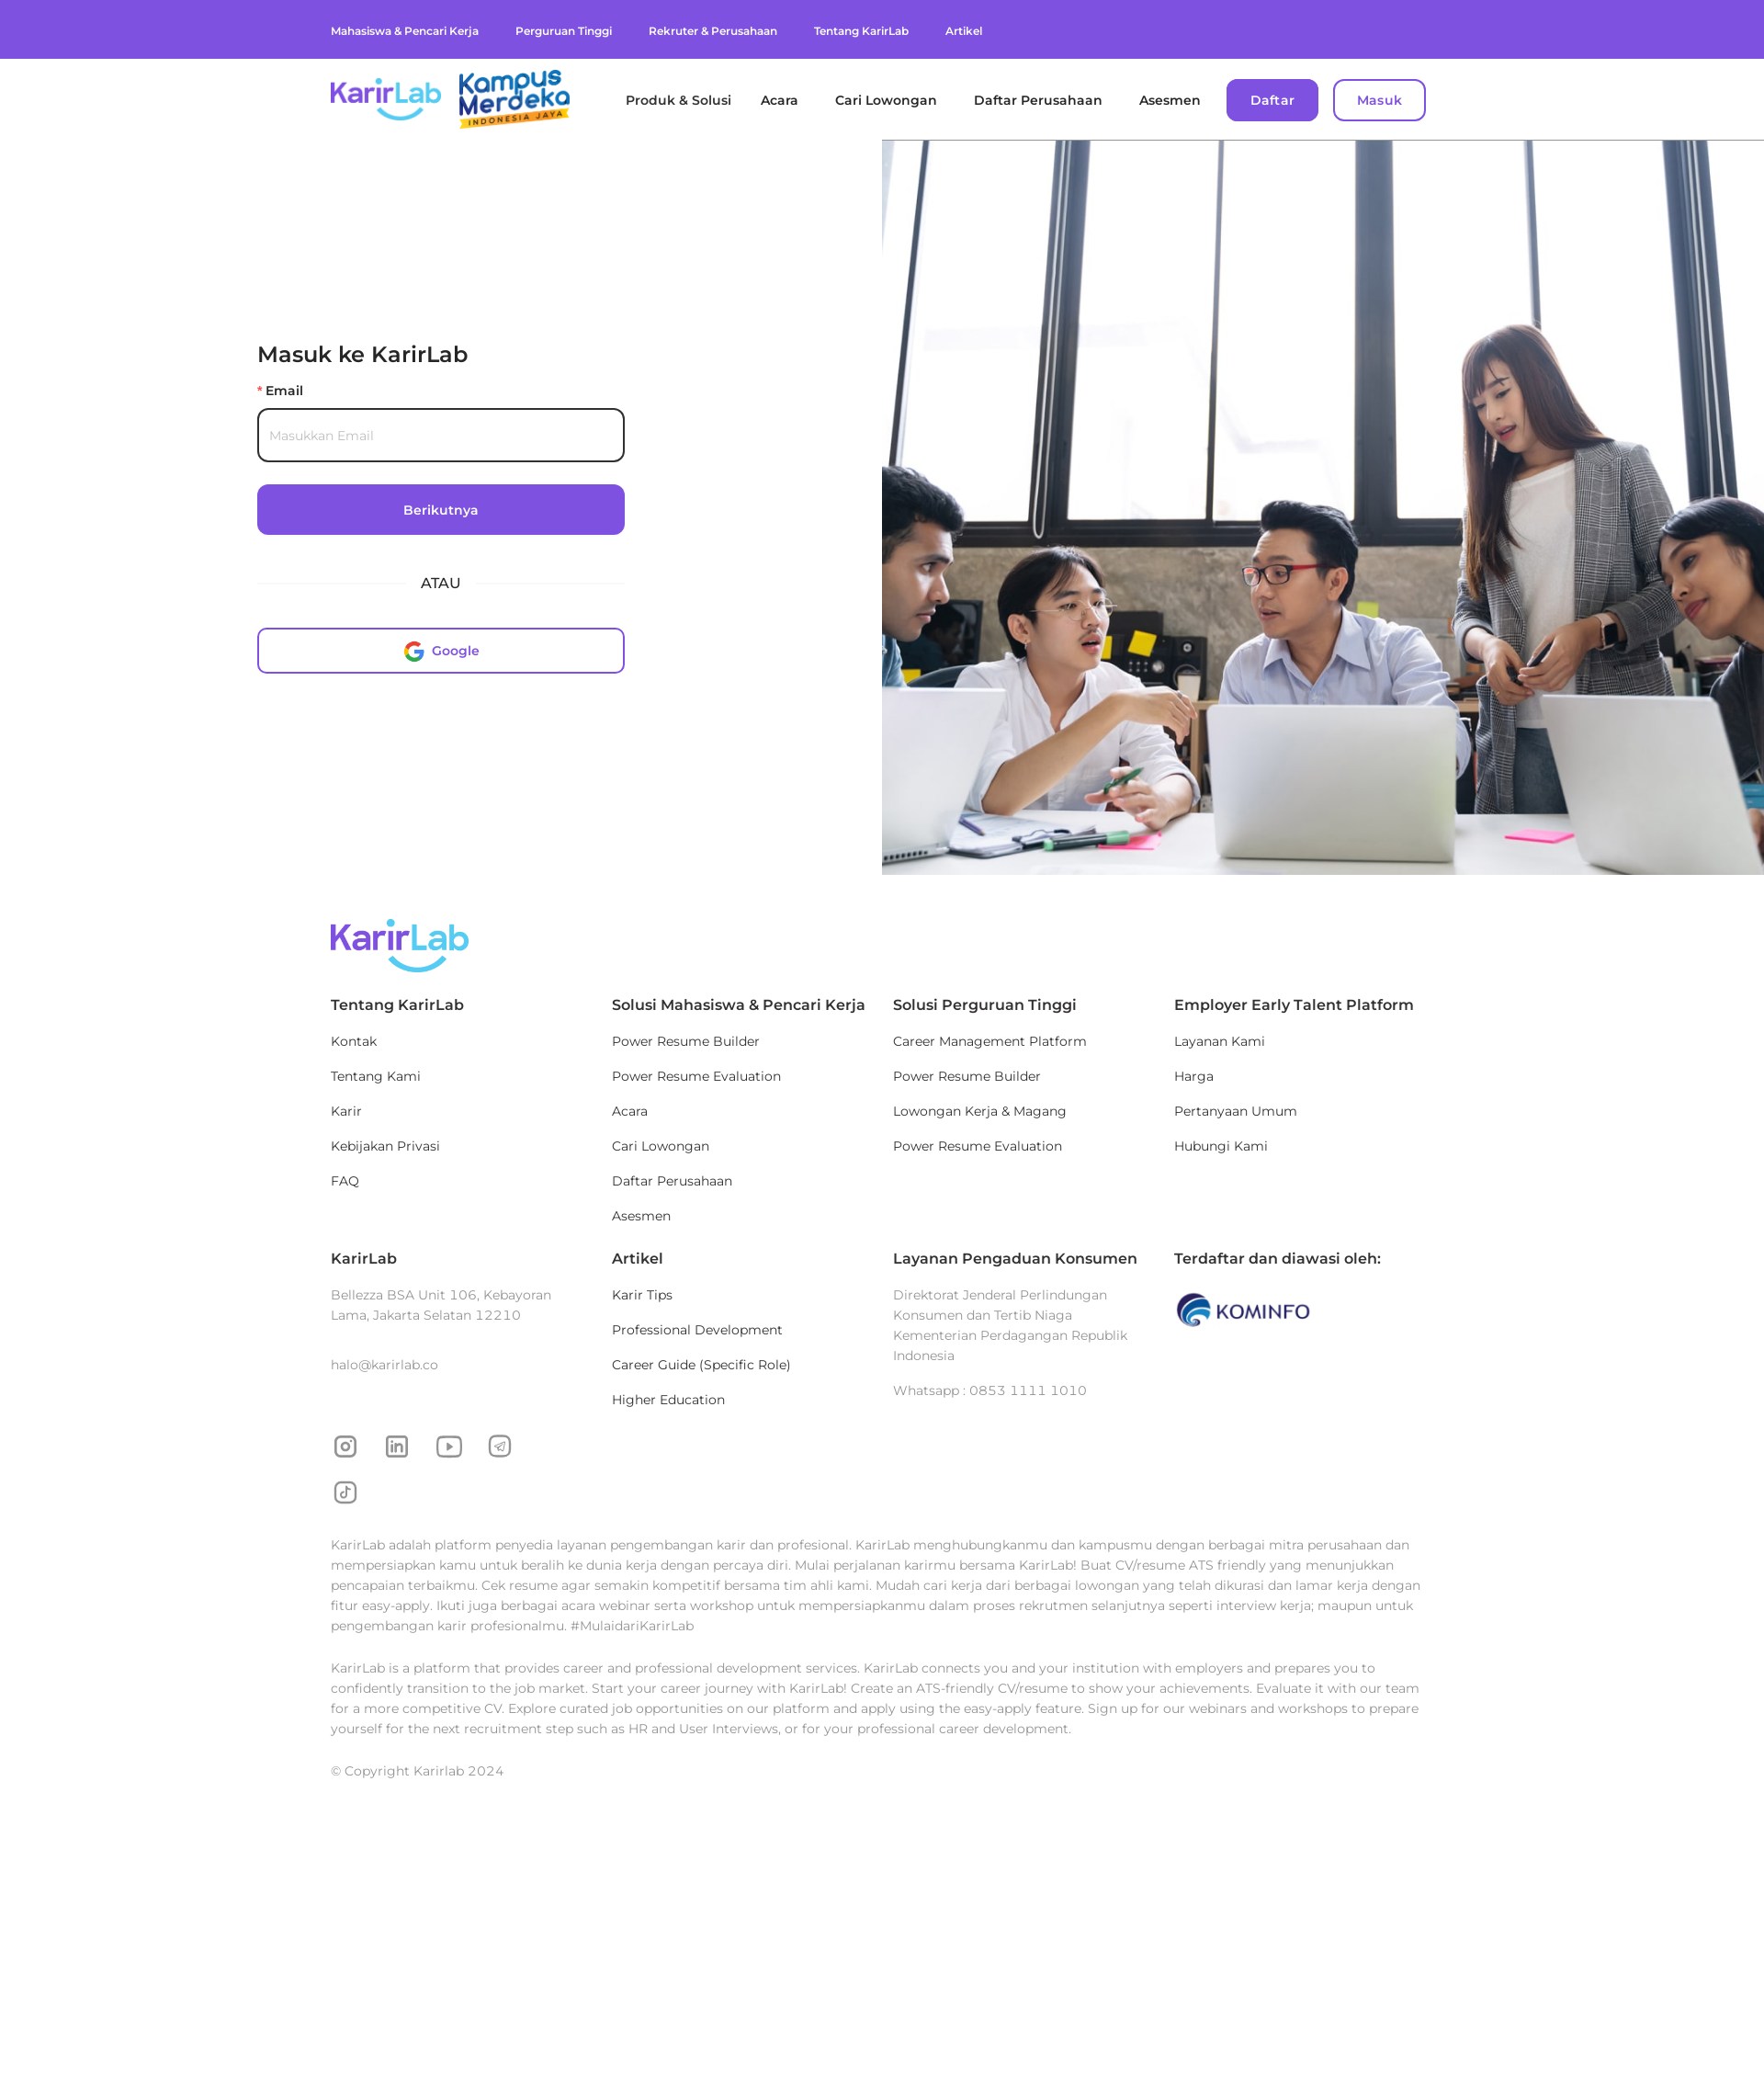 Mahasiswa & Pencari Kerja Perguruan Tinggi Rekruter & Perusahaan Tentang KarirLab Artikel
KarirLab
Kampus
Merdeka
INDONESIA JAYA
Produk & Solusi Acara Cari Lowongan Daftar Perusahaan Asesmen Daftar Masuk
Masuk ke KarirLab
* Email
Masukkan Email
Berikutnya
ATAU
Google
KarirLab
Tentang KarirLab
Kontak
Tentang Kami
Karir
Kebijakan Privasi
FAQ
Solusi Mahasiswa & Pencari Kerja
Power Resume Builder
Power Resume Evaluation
Acara
Cari Lowongan
Daftar Perusahaan
Asesmen
Solusi Perguruan Tinggi
Career Management Platform
Power Resume Builder
Lowongan Kerja & Magang
Power Resume Evaluation
Employer Early Talent Platform
Layanan Kami
Harga
Pertanyaan Umum
Hubungi Kami
KarirLab
Bellezza BSA Unit 106, Kebayoran
Lama, Jakarta Selatan 12210
halo@karirlab.co
Artikel
Karir Tips
Professional Development
Career Guide (Specific Role)
Higher Education
Layanan Pengaduan Konsumen
Direktorat Jenderal Perlindungan
Konsumen dan Tertib Niaga
Kementerian Perdagangan Republik
Indonesia
Whatsapp : 0853 1111 1010
Terdaftar dan diawasi oleh:
KOMINFO
KarirLab adalah platform penyedia layanan pengembangan karir dan profesional. KarirLab menghubungkanmu dan kampusmu dengan berbagai mitra perusahaan dan
mempersiapkan kamu untuk beralih ke dunia kerja dengan percaya diri. Mulai perjalanan karirmu bersama KarirLab! Buat CV/resume ATS friendly yang menunjukkan
pencapaian terbaikmu. Cek resume agar semakin kompetitif bersama tim ahli kami. Mudah cari kerja dari berbagai lowongan yang telah dikurasi dan lamar kerja dengan
fitur easy-apply. Ikuti juga berbagai acara webinar serta workshop untuk mempersiapkanmu dalam proses rekrutmen selanjutnya seperti interview kerja; maupun untuk
pengembangan karir profesionalmu. #MulaidariKarirLab
KarirLab is a platform that provides career and professional development services. KarirLab connects you and your institution with employers and prepares you to
confidently transition to the job market. Start your career journey with KarirLab! Create an ATS-friendly CV/resume to show your achievements. Evaluate it with our team
for a more competitive CV. Explore curated job opportunities on our platform and apply using the easy-apply feature. Sign up for our webinars and workshops to prepare
yourself for the next recruitment step such as HR and User Interviews, or for your professional career development.
© Copyright Karirlab 2024